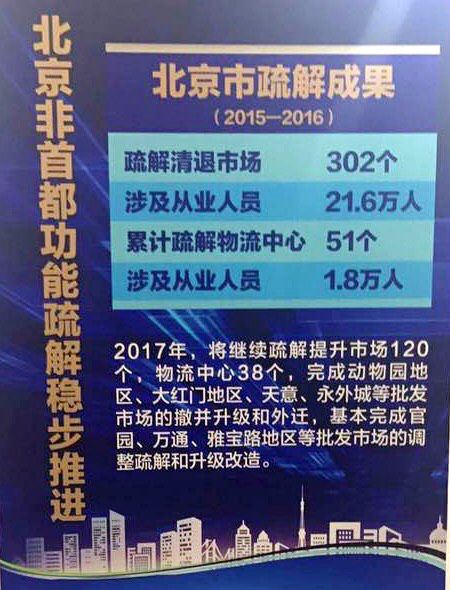 北京非首都功能疏解稳步推进
北京市疏解成果
（2015—2016）
疏解清退市场 302个
涉及从业人员 21.6万人
累计疏解物流中心 51个
涉及从业人员 1.8万人
2017年，将继续疏解提升市场120
个，物流中心38个，完成动物园地
区、大红门地区、天意、永外城等批发
市场的撤并升级和外迁，基本完成官
园、万通、雅宝路地区等批发市场的调
整疏解和升级改造。